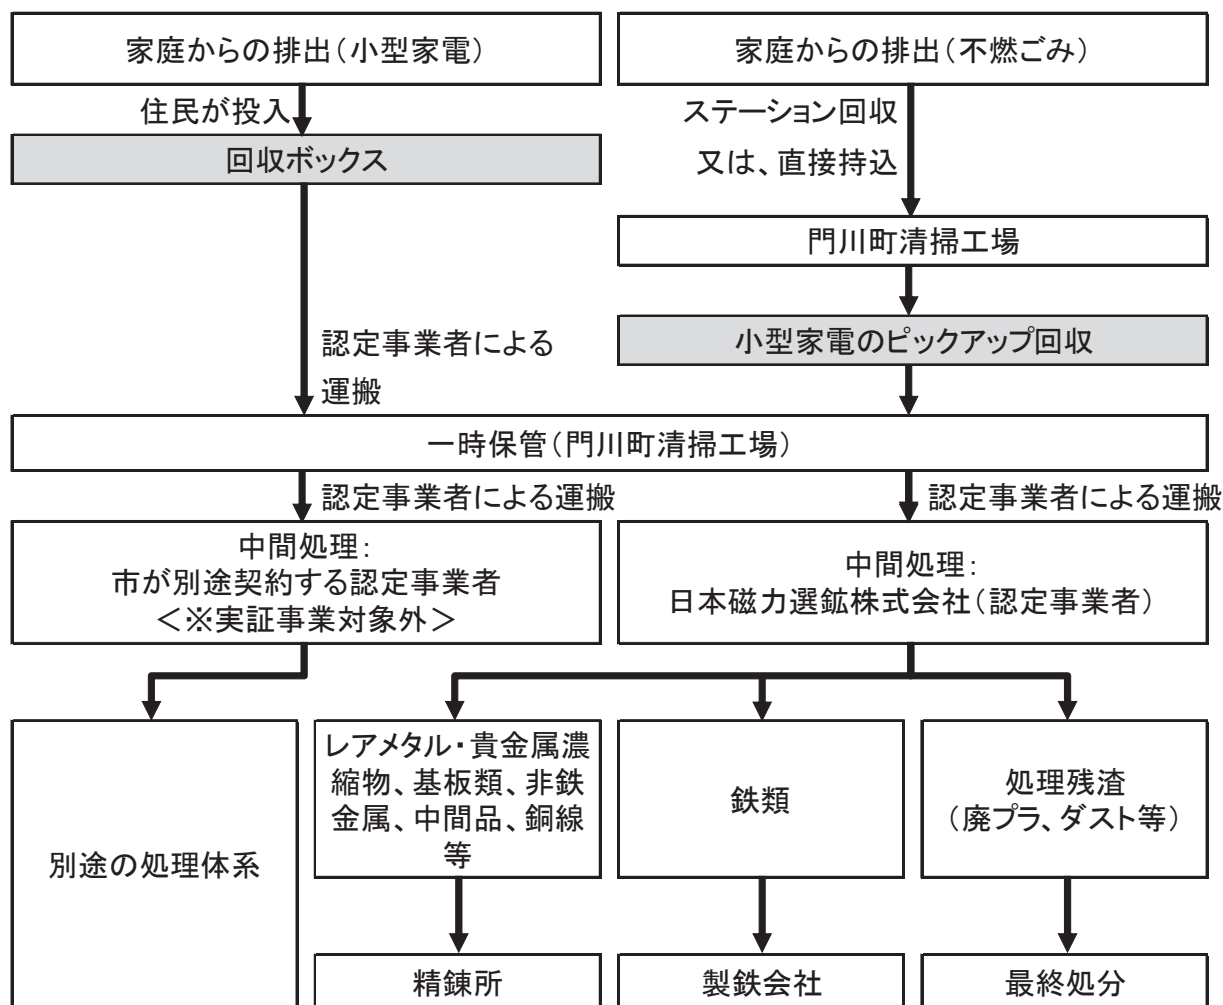 家庭からの排出（小型家電）
家庭からの排出（不燃ごみ）
住民が投入
ステーション回収
又は、直接持込
回収ボックス
門川町清掃工場
認定事業者による
運搬
小型家電のピックアップ回収
一時保管（門川町清掃工場）
認定事業者による運搬
認定事業者による運搬
中間処理：
市が別途契約する認定事業者
＜※実証事業対象外＞
中間処理：
日本磁力選鉱株式会社（認定事業者）
別途の処理体系
レアメタル・貴金属濃
縮物、基板類、非鉄
金属、中間品、銅線
等
鉄類
処理残渣
（廃プラ、ダスト等）
精錬所
製鉄会社
最終処分